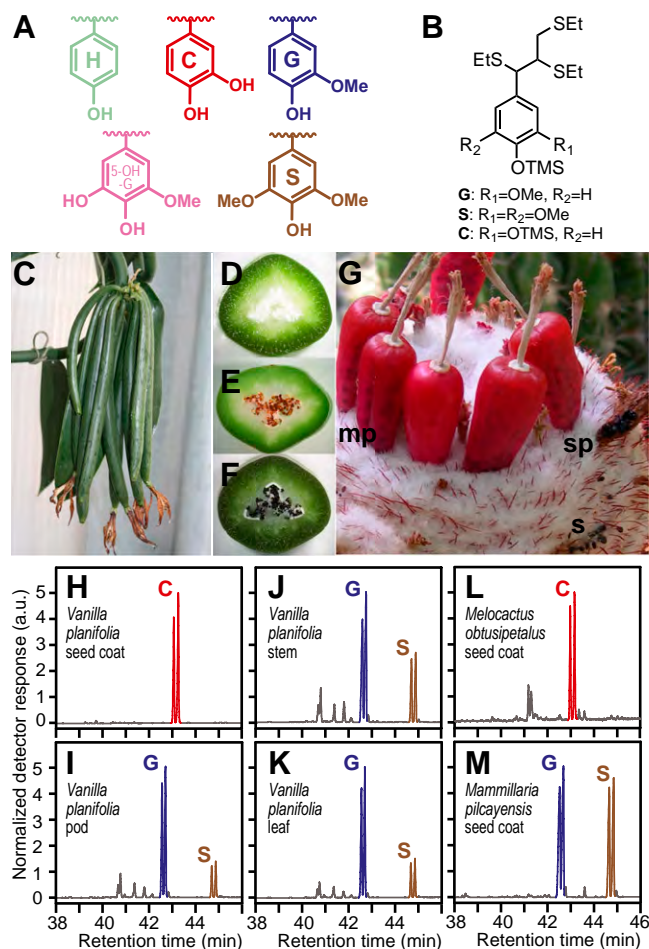 A
H
OH
C
OH
OH
G
OMe
OH
5-OH
-G
HO
OMe
OH
S
MeO
OMe
OH
B
SEt
EtS
SEt
R2
R1
OTMS
G: R1=OMe, R2=H
S: R1=R2=OMe
C: R1=OTMS, R2=H
C
D
E
F
G
mp
sp
s
Normalized detector response (a.u.)
H
C
Vanilla
planifolia
seed coat
5
4
3
2
1
0
J
G
S
Vanilla
planifolia
stem
L
C
Melocactus
obtusipetalus
seed coat
I
G
S
Vanilla
planifolia
pod
5
4
3
2
1
0
38 40 42 44
Retention time (min)
K
G
S
Vanilla
planifolia
leaf
38 40 42 44
Retention time (min)
M
G
S
Mammillaria
pilcayensis
seed coat
38 40 42 44 46
Retention time (min)